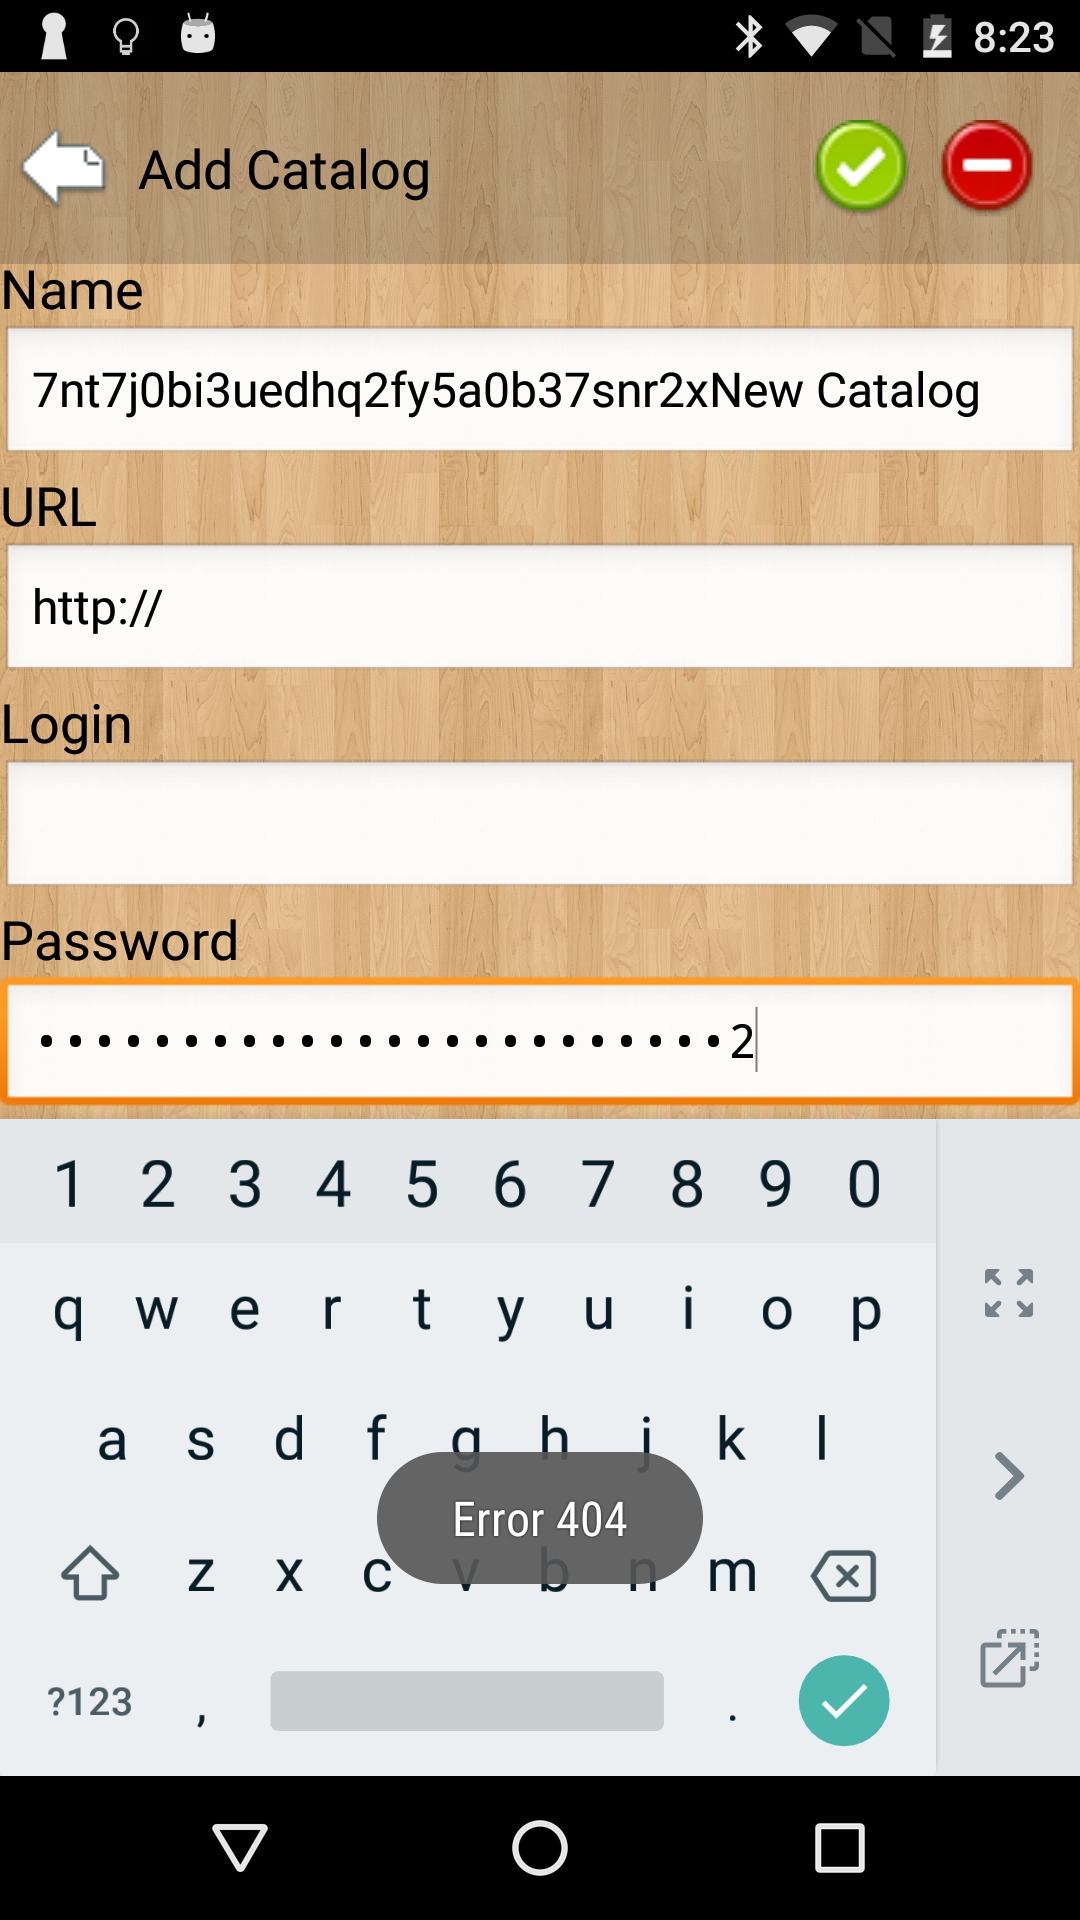 8:23
Add Catalog
Name
7nt7j0bi3uedhq2fy5a0b37snr2xNew Catalog
URL
http://
Login
Password
••••••••••••••••••••••••2
1 2 3 4 5 6 7 8 9 0
q w e r t y u i o p
a s d f g h j k l
Error 404
z x c v b n m
?123 , .